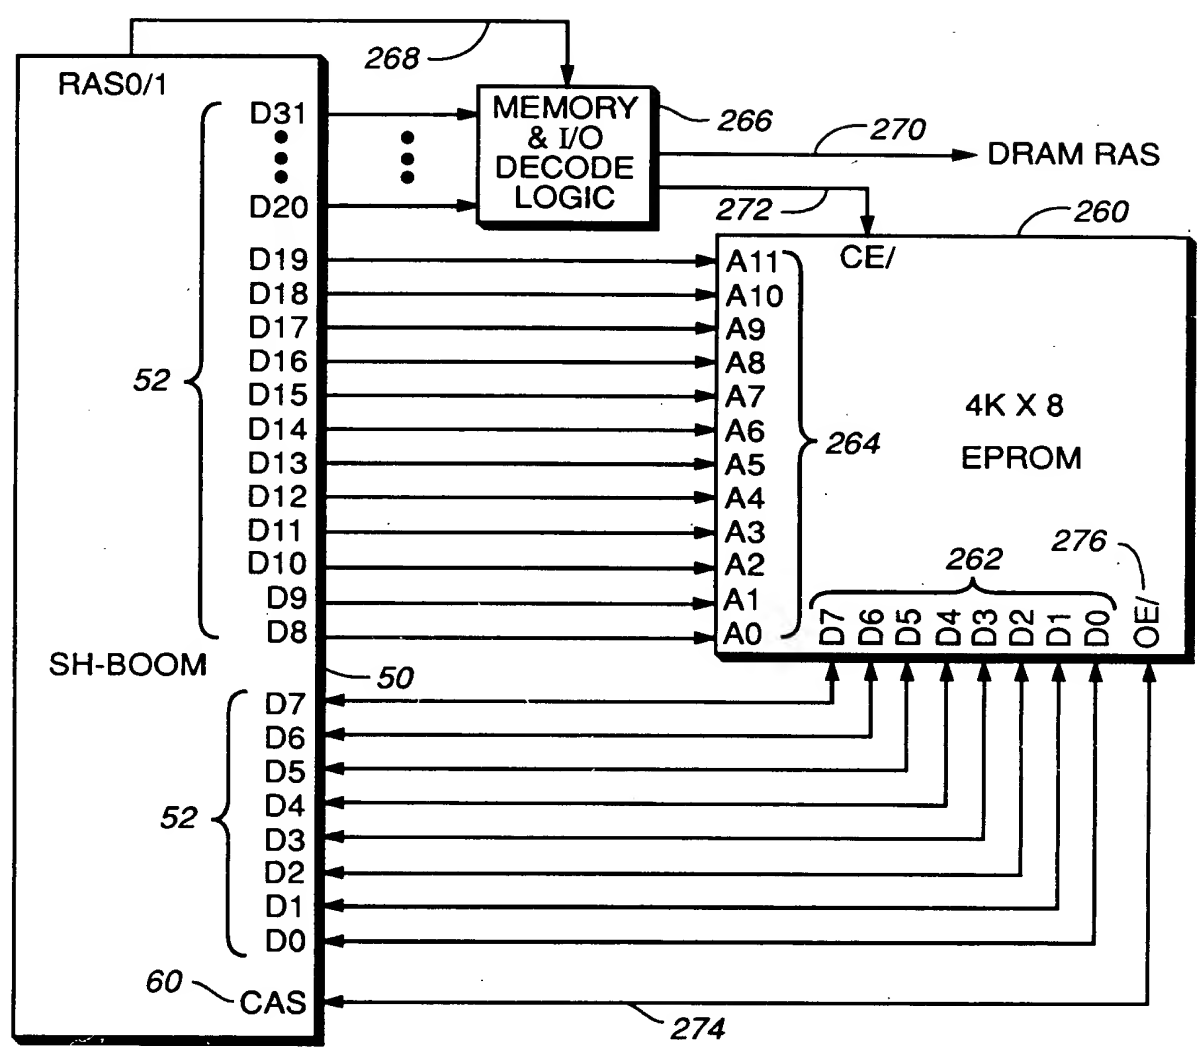 268
RAS0/1
MEMORY
& I/O
DECODE
LOGIC
266
270
DRAM RAS
272
260
D31
D20
D19
D18
D17
D16
D15
D14
D13
D12
D11
D10
D9
D8
52
CE/
A11
A10
A9
A8
A7
A6
A5
A4
A3
A2
A1
A0
264
4K X 8
EPROM
276
262
D7
D6
D5
D4
D3
D2
D1
D0
OE/
SH-BOOM
50
D7
D6
D5
D4
D3
D2
D1
D0
52
60
CAS
274